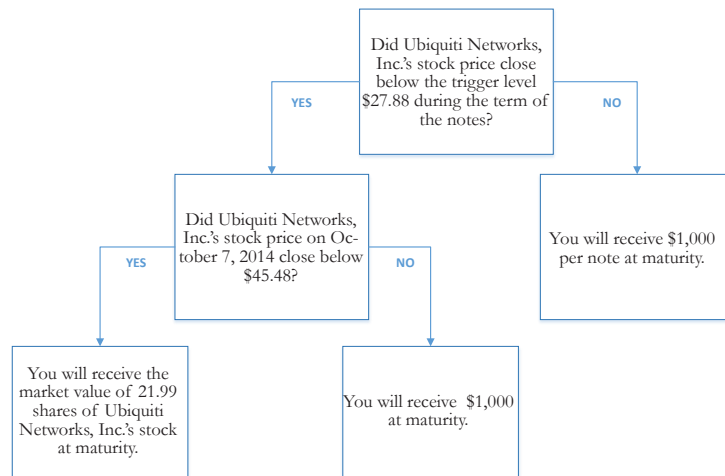 Did Ubiquiti Networks,
Inc.'s stock price close
below the trigger level
$27.88 during the term of
the notes?
YES
NO
Did Ubiquiti Networks,
Inc.'s stock price on Oc-
tober 7, 2014 close below
$45.48?
You will receive $1,000
per note at maturity.
YES
NO
You will receive the
market value of 21.99
shares of Ubiquiti
Networks, Inc.'s stock
at maturity.
You will receive $1,000
at maturity.